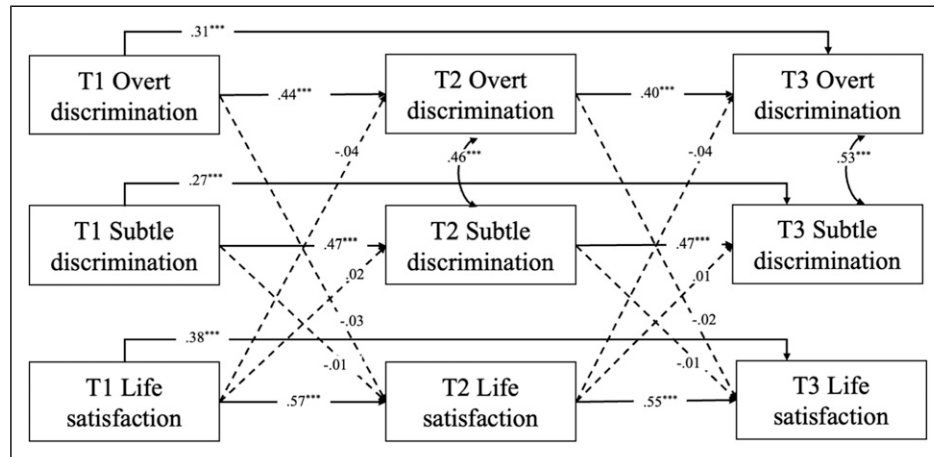 .31***
T1 Overt
discrimination
.44***
T2 Overt
discrimination
.40***
T3 Overt
discrimination
-.04
-.04
.46***
.53***
.27***
T1 Subtle
discrimination
.47***
T2 Subtle
discrimination
.47***
T3 Subtle
discrimination
.02
.01
-.03
-.02
.38***
-.01
-.01
T1 Life
satisfaction
.57***
T2 Life
satisfaction
.55***
T3 Life
satisfaction